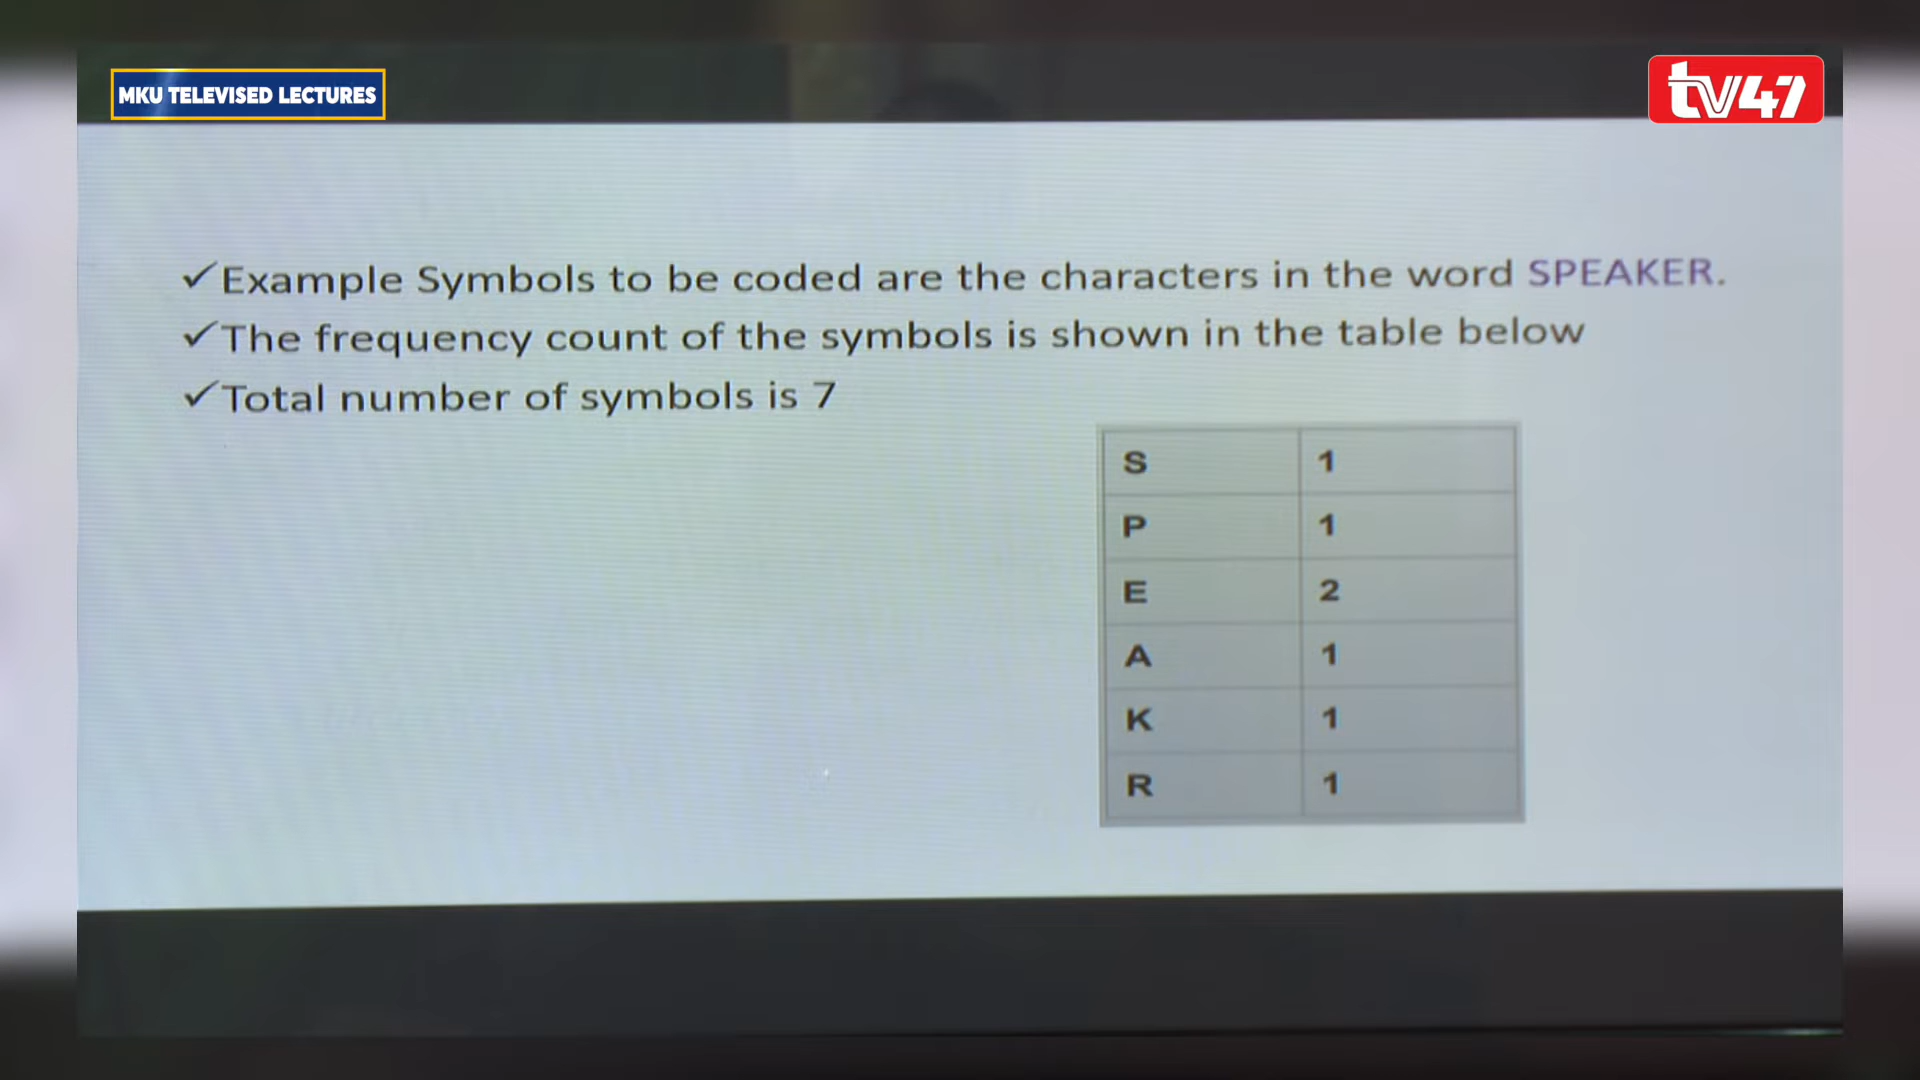 MKU TELEVISED LECTURES
tv47
✓Example Symbols to be coded are the characters in the word SPEAKER.
✓The frequency count of the symbols is shown in the table below
✓Total number of symbols is 7
S 1
P 1
E 2
A 1
K 1
R 1